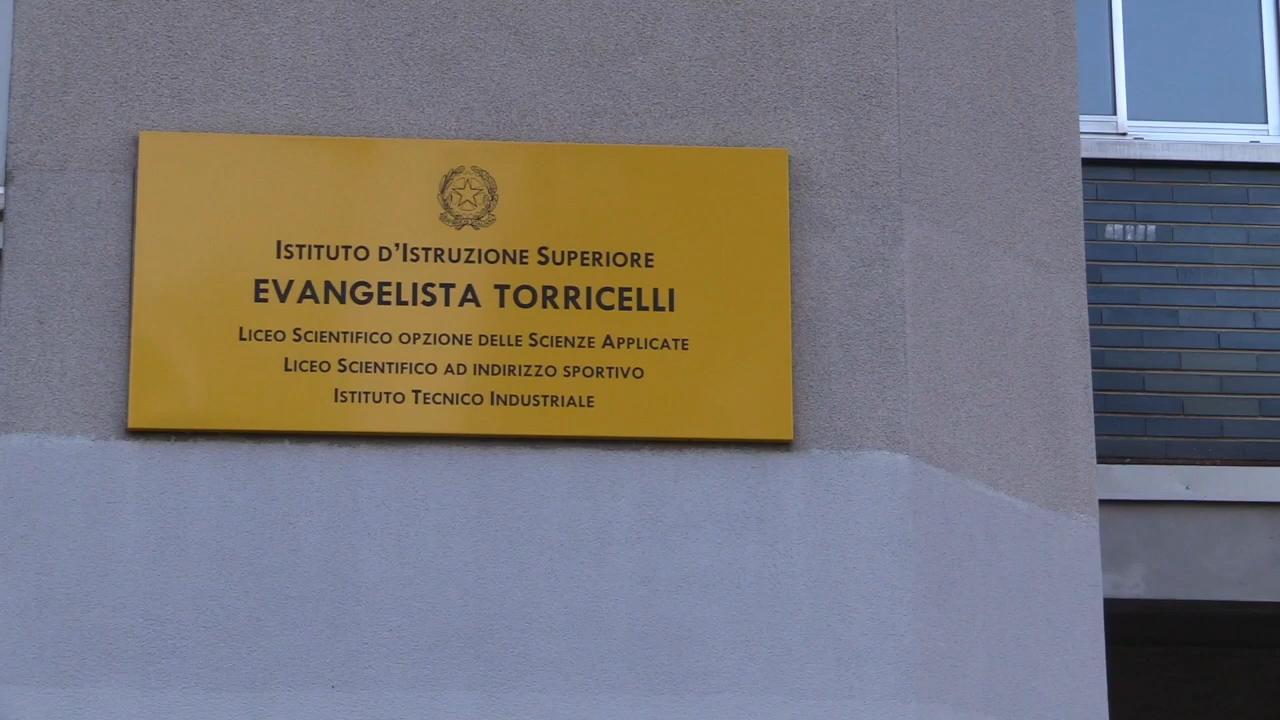 ISTITUTO D'ISTRUZIONE SUPERIORE
EVANGELISTA TORRICELLI
LICEO SCIENTIFICO OPZIONE DELLE SCIENZE APPLICATE
LICEO SCIENTIFICO AD INDIRIZZO SPORTIVO
ISTITUTO TECNICO INDUSTRIALE